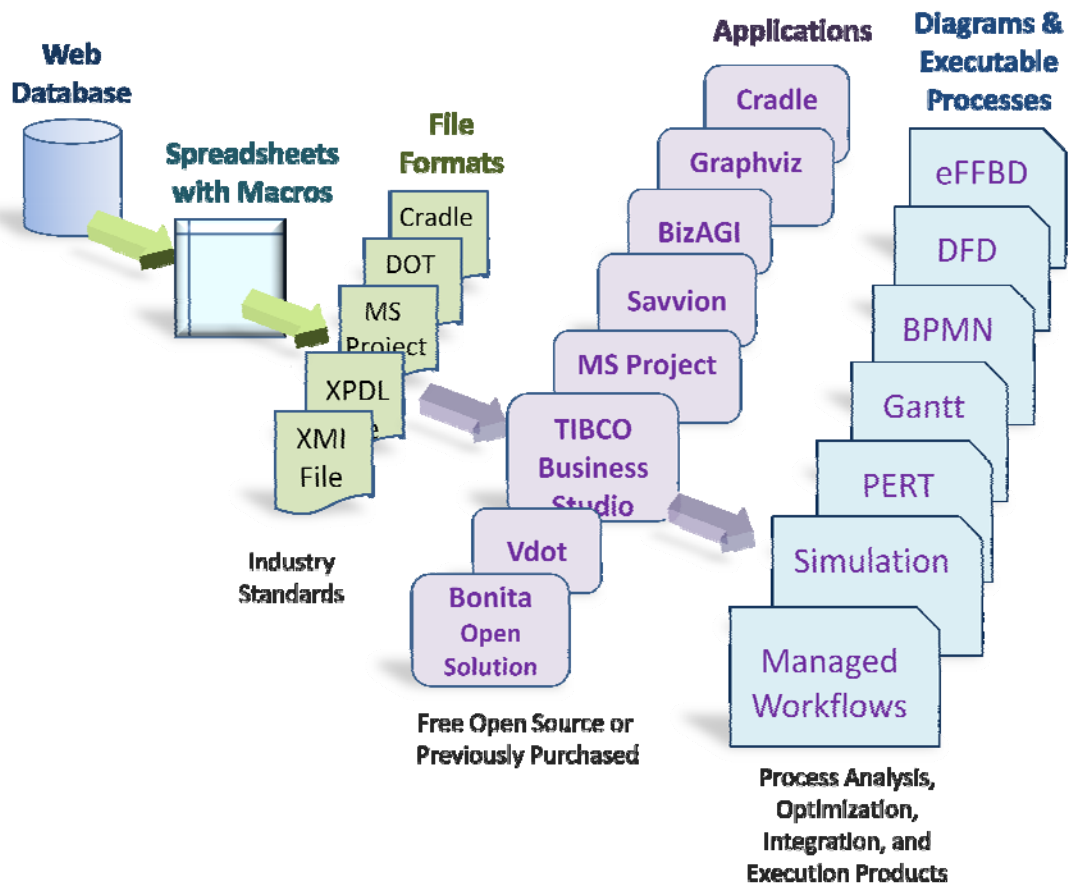 Web
Database
Spreadsheets
with Macros
File
Formats
Cradle
DOT
MS
Project
XPDL
XMI
File
Industry
Standards
Applications
Cradle
Graphviz
BizAGI
Savvion
MS Project
TIBCO
Business
Studio
Vdot
Bonita
Open
Solution
Free Open Source or
Previously Purchased
Diagrams &
Executable
Processes
eFFBD
DFD
BPMN
Gantt
PERT
Simulation
Managed
Workflows
Process Analysis,
Optimization,
Integration, and
Execution Products